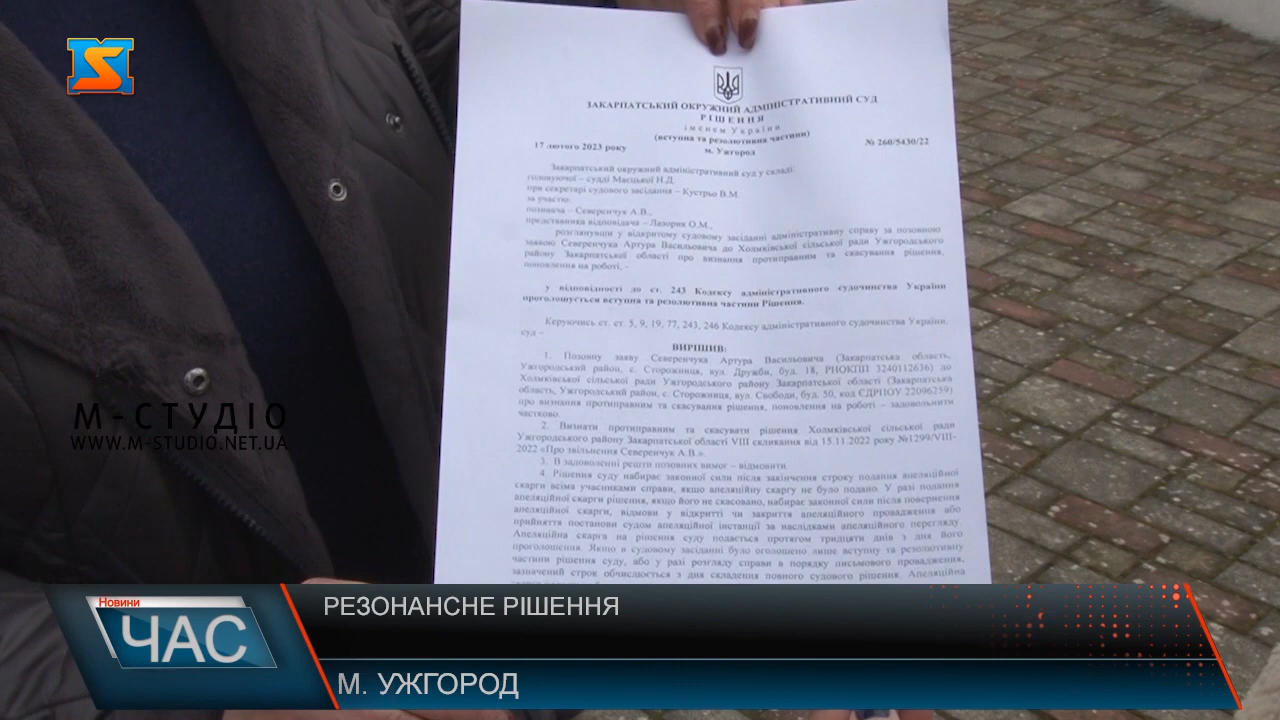 ЗАКАРПАТСЬКИЙ ОКРУЖНИЙ АДМІНІСТРАТИВНИЙ СУД
РІШЕННЯ
іменем України
(вступна та резолютивна частини)
17 лютого 2023 року м. Ужгород № 260/5430/22
Закарпатський окружний адміністративний суд у складі:
головуючої – судді Маєцької Н.Д.
при секретарі судового засідання – Кустрьо В.М.
за участю:
позивача – Северенчук А.В.,
представника відповідача – Лазорик О.М.,
розглянувши у відкритому судовому засіданні адміністративну справу за позовною
заявою Северенчука Артура Васильовича до Холмківської сільської ради Ужгородського
району Закарпатської області про визнання протиправним та скасування рішення,
поновлення на роботі, -
у відповідності до ст. 243 Кодексу адміністративного судочинства України
проголошується вступна та резолютивна частини Рішення.
Керуючись ст. ст. 5, 9, 19, 77, 243, 246 Кодексу адміністративного судочинства України,
суд –
ВИРІШИВ:
1. Позовну заяву Северенчука Артура Васильовича (Закарпатська область,
Ужгородський район, с. Сторожниця, вул. Дружби, буд. 18, РНОКПП 3240112636) до
Холмківської сільської ради Ужгородського району Закарпатської області (Закарпатська
область, Ужгородський район, с. Сторожниця, вул. Свободи, буд. 50, код ЄДРПОУ 22096259)
про визнання протиправним та скасування рішення, поновлення на роботі – задовольнити
частково.
2. Визнати протиправним та скасувати рішення Холмківської сільської ради
Ужгородського району Закарпатської області VIII скликання від 15.11.2022 року №1299/VIII-
2022 «Про звільнення Северенчук А.В.».
3. В задоволенні решти позовних вимог – відмовити.
4. Рішення суду набирає законної сили після закінчення строку подання апеляційної
скарги всіма учасниками справи, якщо апеляційну скаргу не було подано. У разі подання
апеляційної скарги рішення, якщо його не скасовано, набирає законної сили після повернення
апеляційної скарги, відмови у відкритті чи закриття апеляційного провадження або
прийняття постанови судом апеляційної інстанції за наслідками апеляційного перегляду.
Апеляційна скарга на рішення суду подається протягом тридцяти днів з дня його
проголошення. Якщо в судовому засіданні було оголошено лише вступну та резолютивну
частини рішення суду, або у разі розгляду справи в порядку письмового провадження,
зазначений строк обчислюється з дня складення повного судового рішення. Апеляційна
М-СТУДІО
WWW.M-STUDIO.NET.UA
Новини
ЧАС
РЕЗОНАНСНЕ РІШЕННЯ
М. УЖГОРОД